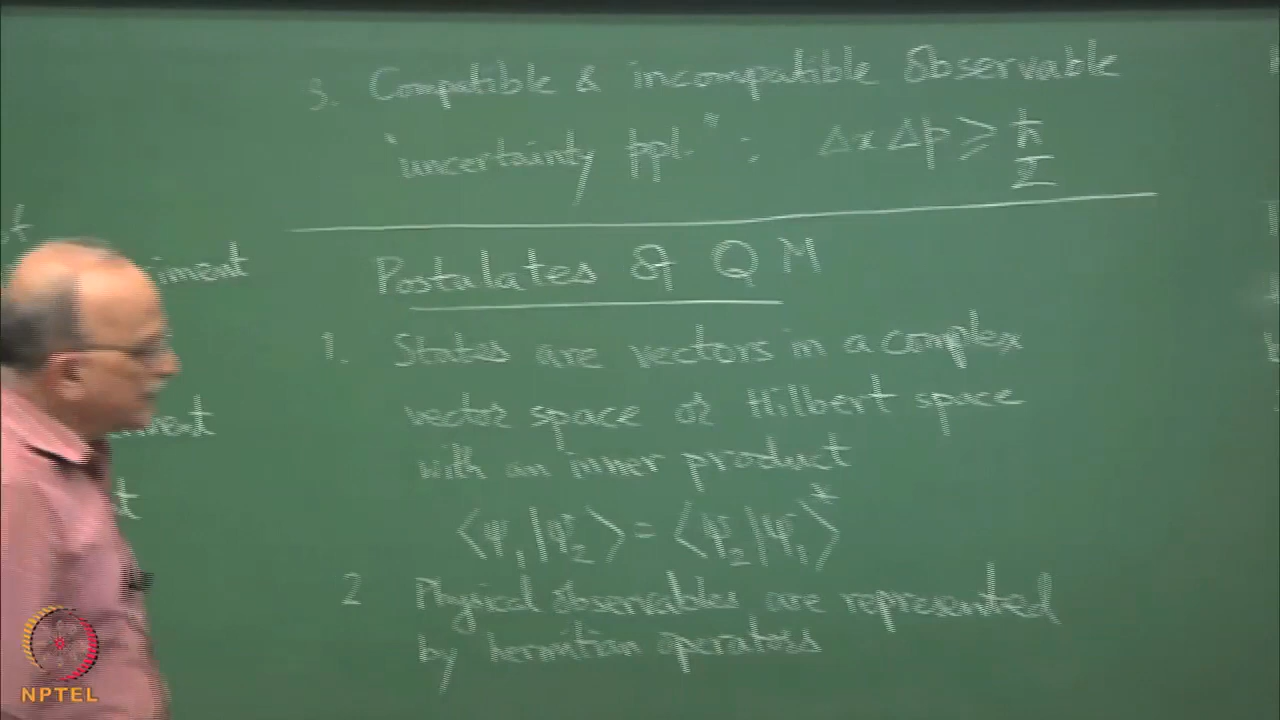 3. Compatible & incompatible Observable
"uncertainty ppl." ; Δx Δp ≥ ħ/2
Postulates of QM
1. States are vectors in a complex
vector space or Hilbert space
with an inner product
⟨ψ₁|ψ₂⟩ = ⟨ψ₂|ψ₁⟩*
2 Physical observables are represented
by hermitian operators
iment
NPTEL